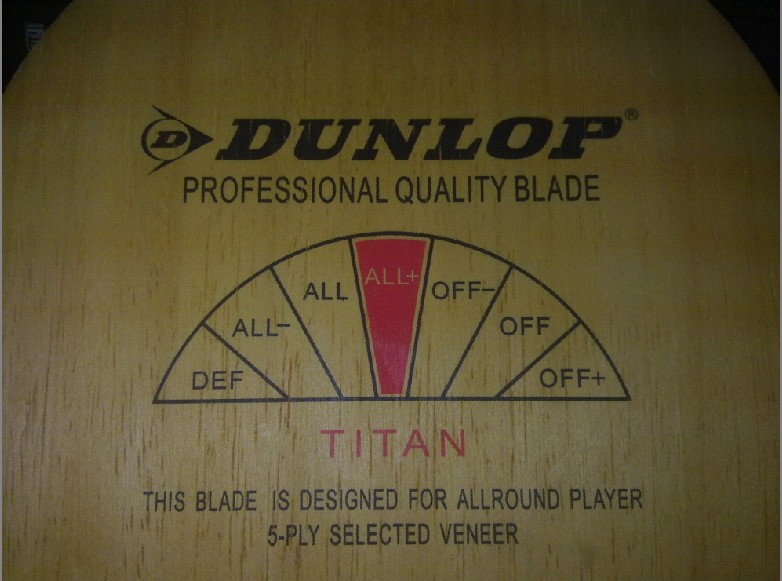 D DUNLOP®
PROFESSIONAL QUALITY BLADE
DEF
ALL-
ALL
ALL+
OFF-
OFF
OFF+
TITAN
THIS BLADE IS DESIGNED FOR ALLROUND PLAYER
5-PLY SELECTED VENEER